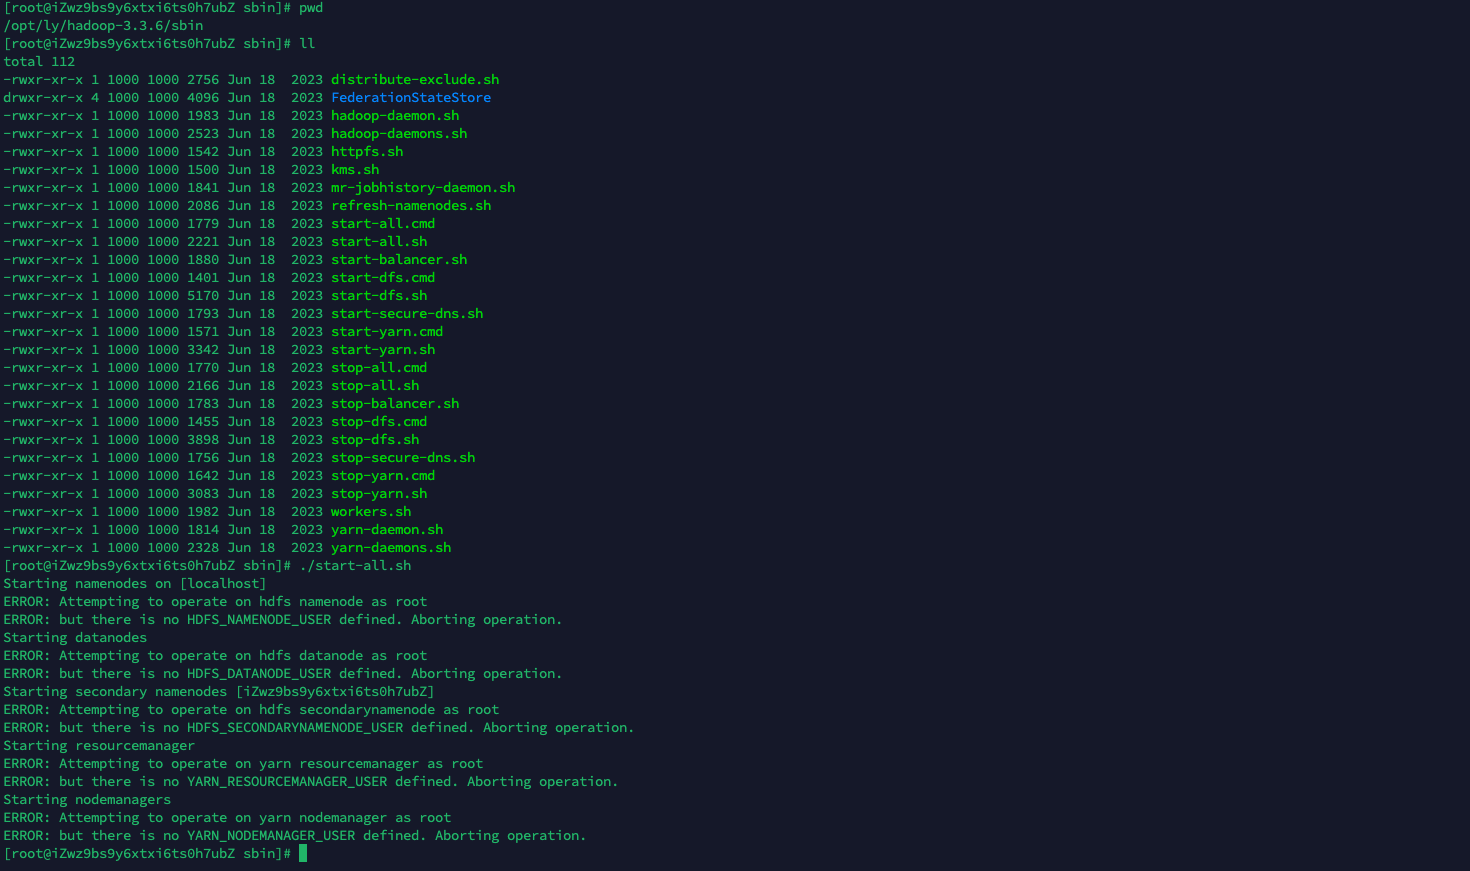 [root@iZwz9bs9y6xtxi6ts0h7ubZ sbin]# pwd
/opt/ly/hadoop-3.3.6/sbin
[root@iZwz9bs9y6xtxi6ts0h7ubZ sbin]# ll
total 112
-rwxr-xr-x 1 1000 1000 2756 Jun 18  2023 distribute-exclude.sh
drwxr-xr-x 4 1000 1000 4096 Jun 18  2023 FederationStateStore
-rwxr-xr-x 1 1000 1000 1983 Jun 18  2023 hadoop-daemon.sh
-rwxr-xr-x 1 1000 1000 2523 Jun 18  2023 hadoop-daemons.sh
-rwxr-xr-x 1 1000 1000 1542 Jun 18  2023 httpfs.sh
-rwxr-xr-x 1 1000 1000 1500 Jun 18  2023 kms.sh
-rwxr-xr-x 1 1000 1000 1841 Jun 18  2023 mr-jobhistory-daemon.sh
-rwxr-xr-x 1 1000 1000 2086 Jun 18  2023 refresh-namenodes.sh
-rwxr-xr-x 1 1000 1000 1779 Jun 18  2023 start-all.cmd
-rwxr-xr-x 1 1000 1000 2221 Jun 18  2023 start-all.sh
-rwxr-xr-x 1 1000 1000 1880 Jun 18  2023 start-balancer.sh
-rwxr-xr-x 1 1000 1000 1401 Jun 18  2023 start-dfs.cmd
-rwxr-xr-x 1 1000 1000 5170 Jun 18  2023 start-dfs.sh
-rwxr-xr-x 1 1000 1000 1793 Jun 18  2023 start-secure-dns.sh
-rwxr-xr-x 1 1000 1000 1571 Jun 18  2023 start-yarn.cmd
-rwxr-xr-x 1 1000 1000 3342 Jun 18  2023 start-yarn.sh
-rwxr-xr-x 1 1000 1000 1770 Jun 18  2023 stop-all.cmd
-rwxr-xr-x 1 1000 1000 2166 Jun 18  2023 stop-all.sh
-rwxr-xr-x 1 1000 1000 1783 Jun 18  2023 stop-balancer.sh
-rwxr-xr-x 1 1000 1000 1455 Jun 18  2023 stop-dfs.cmd
-rwxr-xr-x 1 1000 1000 3898 Jun 18  2023 stop-dfs.sh
-rwxr-xr-x 1 1000 1000 1756 Jun 18  2023 stop-secure-dns.sh
-rwxr-xr-x 1 1000 1000 1642 Jun 18  2023 stop-yarn.cmd
-rwxr-xr-x 1 1000 1000 3083 Jun 18  2023 stop-yarn.sh
-rwxr-xr-x 1 1000 1000 1982 Jun 18  2023 workers.sh
-rwxr-xr-x 1 1000 1000 1814 Jun 18  2023 yarn-daemon.sh
-rwxr-xr-x 1 1000 1000 2328 Jun 18  2023 yarn-daemons.sh
[root@iZwz9bs9y6xtxi6ts0h7ubZ sbin]# ./start-all.sh
Starting namenodes on [localhost]
ERROR: Attempting to operate on hdfs namenode as root
ERROR: but there is no HDFS_NAMENODE_USER defined. Aborting operation.
Starting datanodes
ERROR: Attempting to operate on hdfs datanode as root
ERROR: but there is no HDFS_DATANODE_USER defined. Aborting operation.
Starting secondary namenodes [iZwz9bs9y6xtxi6ts0h7ubZ]
ERROR: Attempting to operate on hdfs secondarynamenode as root
ERROR: but there is no HDFS_SECONDARYNAMENODE_USER defined. Aborting operation.
Starting resourcemanager
ERROR: Attempting to operate on yarn resourcemanager as root
ERROR: but there is no YARN_RESOURCEMANAGER_USER defined. Aborting operation.
Starting nodemanagers
ERROR: Attempting to operate on yarn nodemanager as root
ERROR: but there is no YARN_NODEMANAGER_USER defined. Aborting operation.
[root@iZwz9bs9y6xtxi6ts0h7ubZ sbin]#